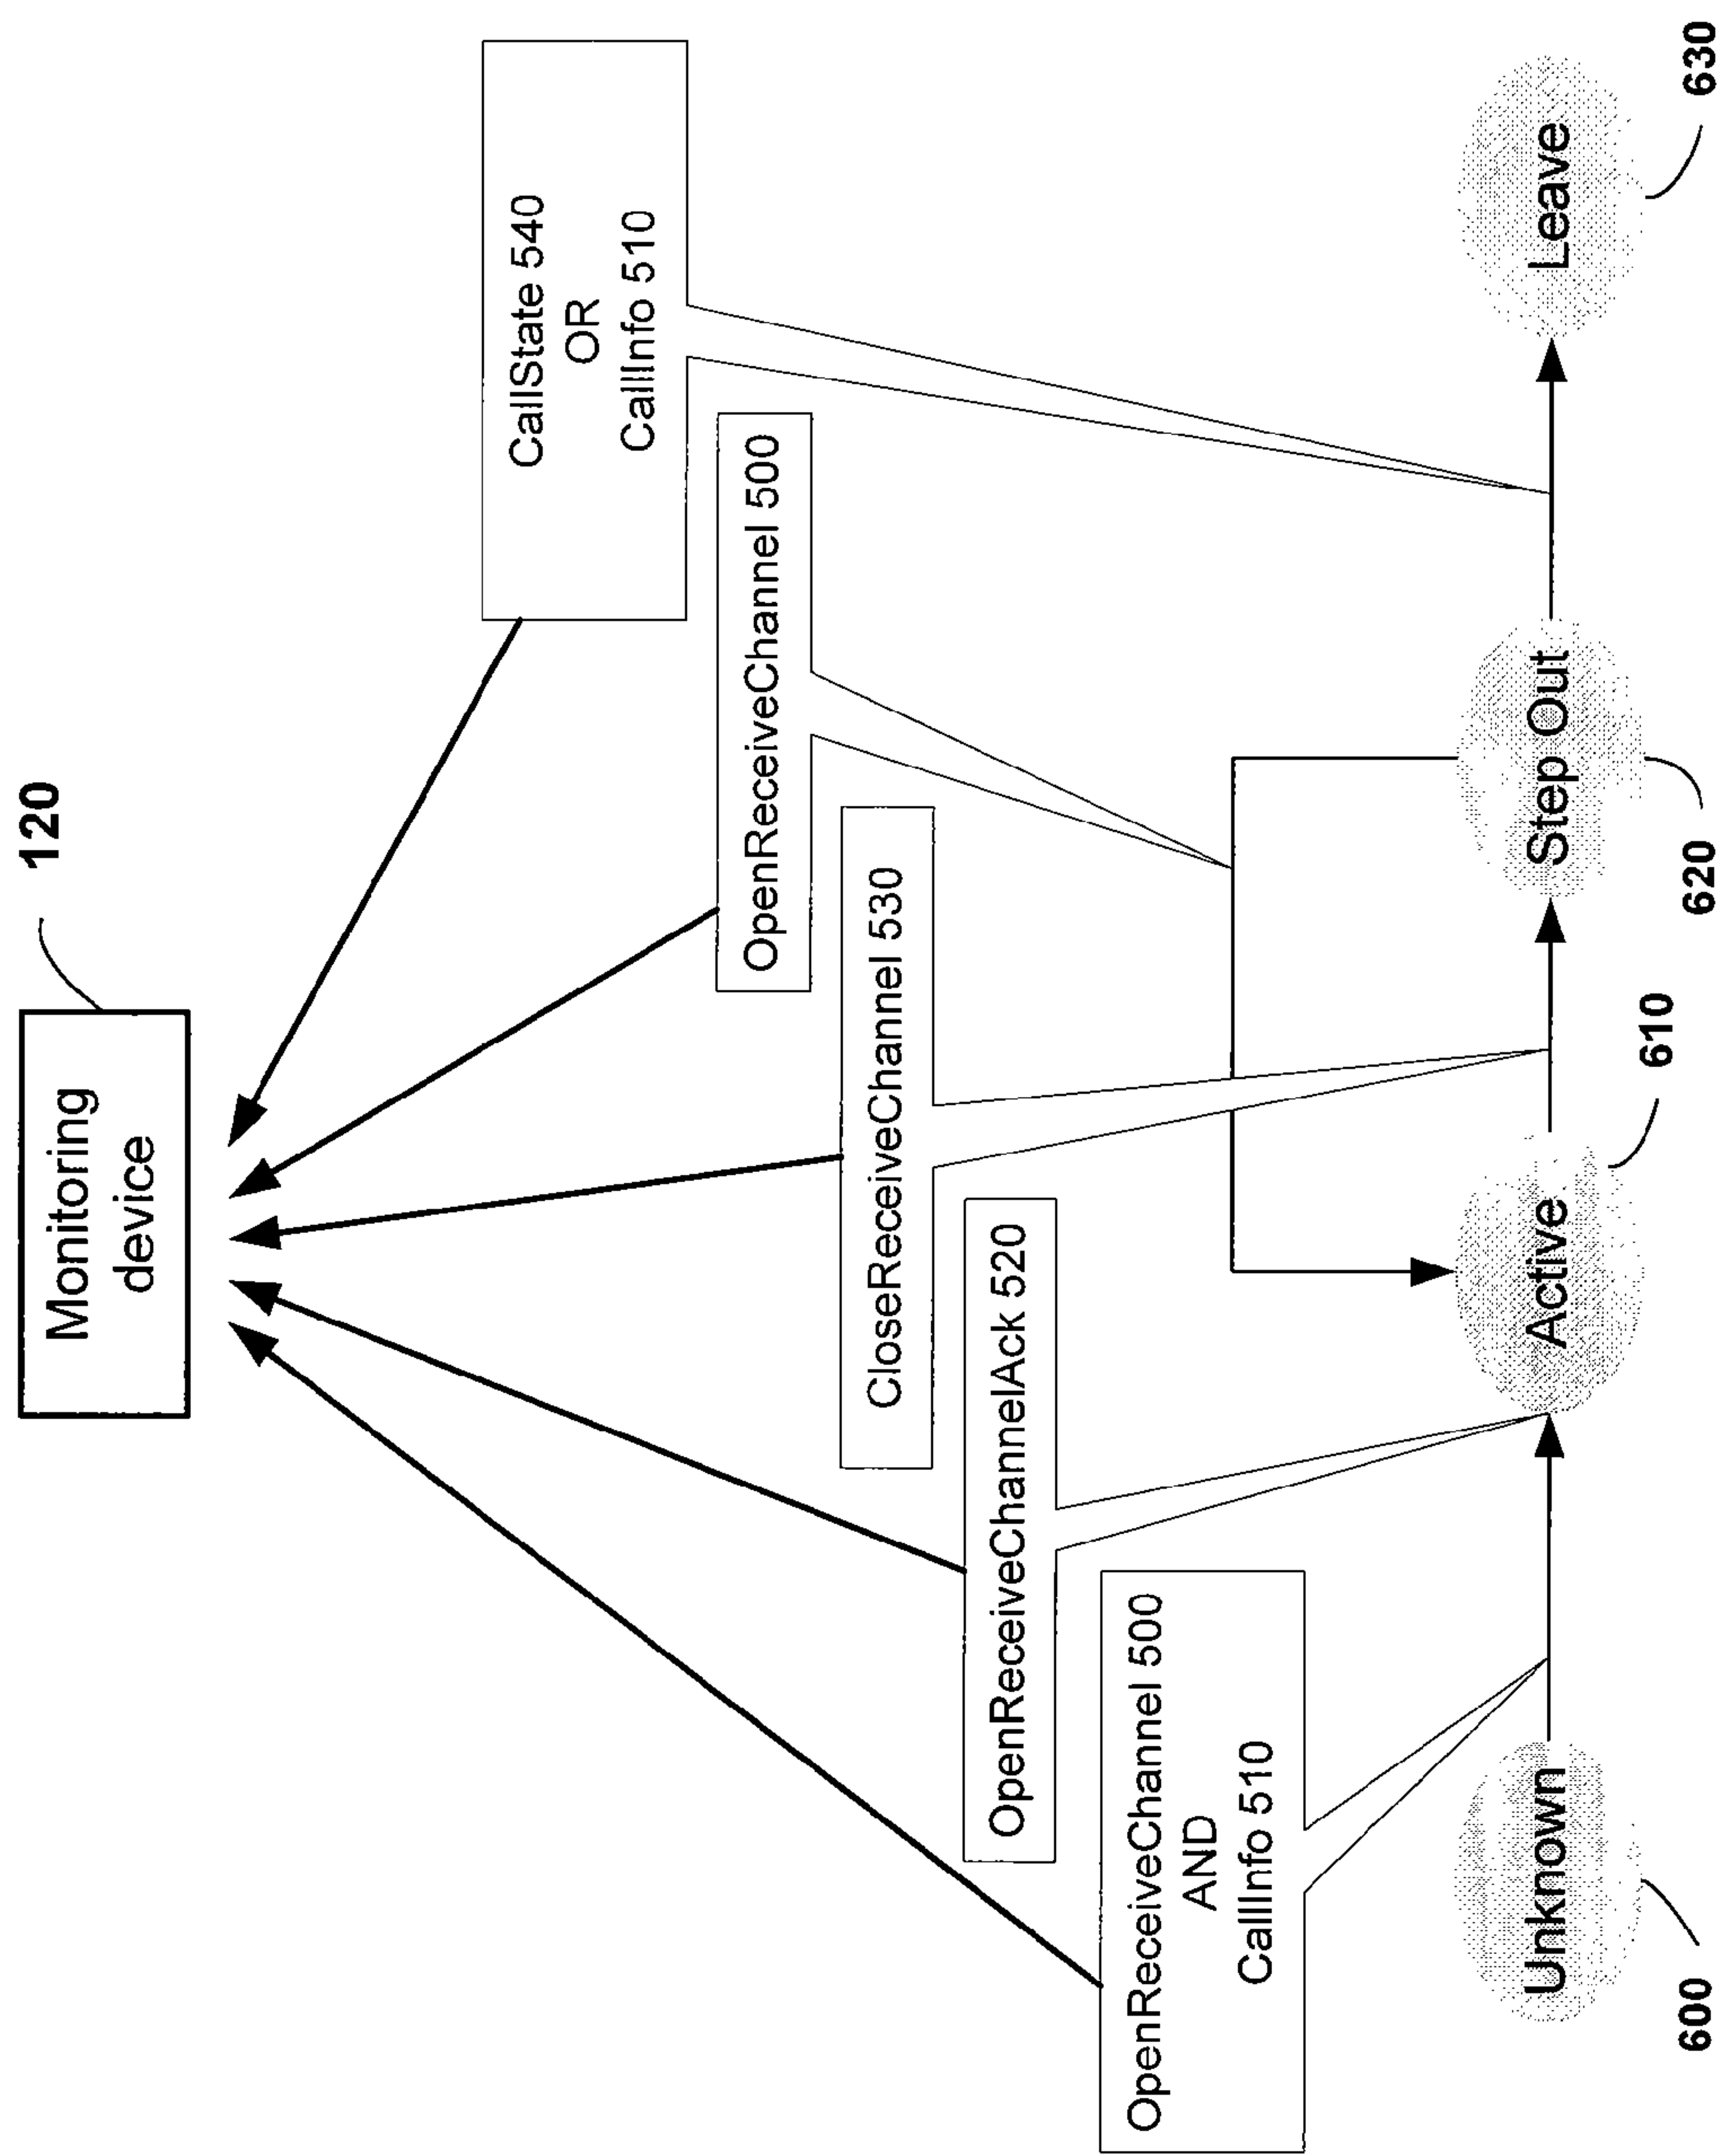 Monitoring
device
120
CallState 540
OR
CallInfo 510
OpenReceiveChannel 500
CloseReceiveChannel 530
OpenReceiveChannelAck 520
OpenReceiveChannel 500
AND
CallInfo 510
Unknown
Active
Step Out
Leave
600
610
620
630